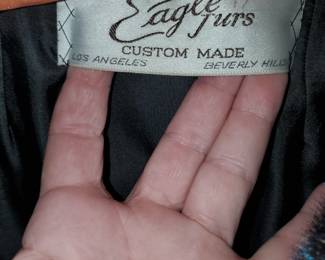 Eagle
furs
CUSTOM MADE
LOS ANGELES BEVERLY HILLS